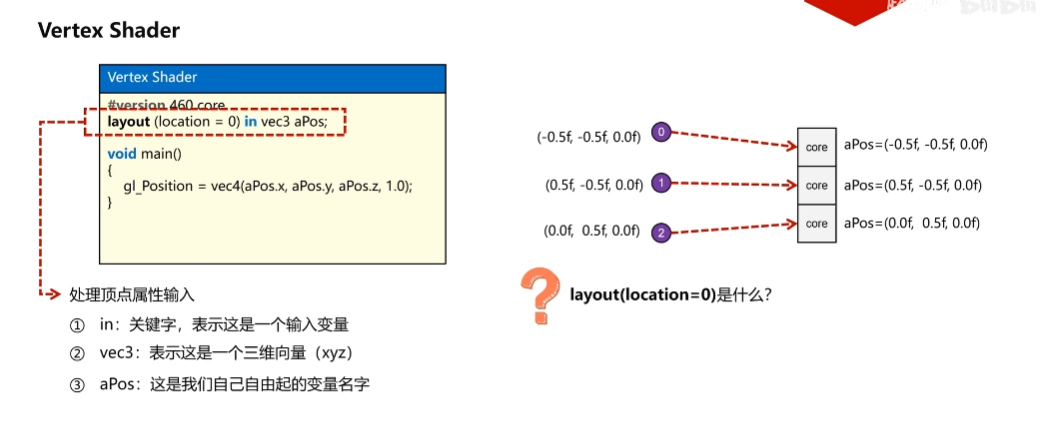 Vertex Shader
Vertex Shader
#version 460 core
layout (location = 0) in vec3 aPos;
void main()
{
gl_Position = vec4(aPos.x, aPos.y, aPos.z, 1.0);
}
处理顶点属性输入
① in：关键字，表示这是一个输入变量
② vec3：表示这是一个三维向量（xyz）
③ aPos：这是我们自己自由起的变量名字
(-0.5f, -0.5f, 0.0f) 0 core aPos=(-0.5f, -0.5f, 0.0f)
(0.5f, -0.5f, 0.0f) 1 core aPos=(0.5f, -0.5f, 0.0f)
(0.0f, 0.5f, 0.0f) 2 core aPos=(0.0f, 0.5f, 0.0f)
layout(location=0)是什么？